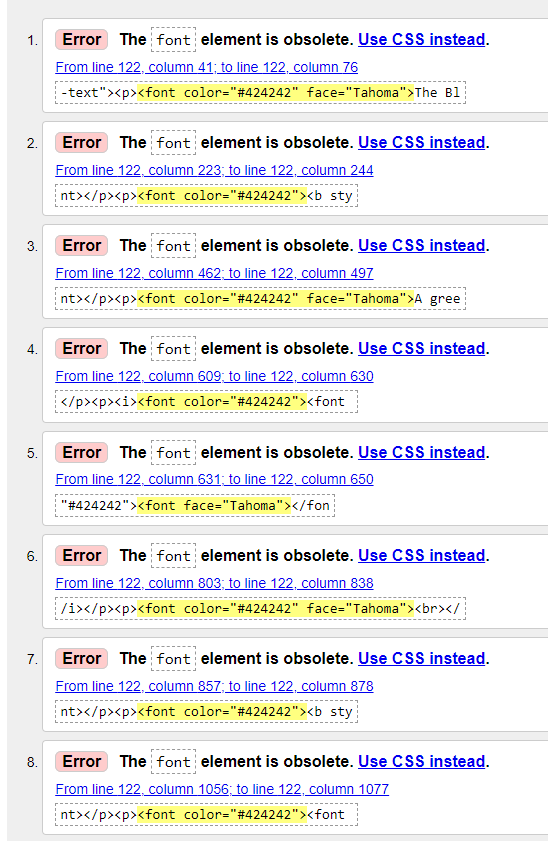 1. Error The font element is obsolete. Use CSS instead.
From line 122, column 41; to line 122, column 76
-text"><p><font color="#424242" face="Tahoma">The Bl
2. Error The font element is obsolete. Use CSS instead.
From line 122, column 223; to line 122, column 244
nt></p><p><font color="#424242"><b sty
3. Error The font element is obsolete. Use CSS instead.
From line 122, column 462; to line 122, column 497
nt></p><p><font color="#424242" face="Tahoma">A gree
4. Error The font element is obsolete. Use CSS instead.
From line 122, column 609; to line 122, column 630
</p><p><i><font color="#424242"><font
5. Error The font element is obsolete. Use CSS instead.
From line 122, column 631; to line 122, column 650
"#424242"><font face="Tahoma"></fon
6. Error The font element is obsolete. Use CSS instead.
From line 122, column 803; to line 122, column 838
/i></p><p><font color="#424242" face="Tahoma"><br></
7. Error The font element is obsolete. Use CSS instead.
From line 122, column 857; to line 122, column 878
nt></p><p><font color="#424242"><b sty
8. Error The font element is obsolete. Use CSS instead.
From line 122, column 1056; to line 122, column 1077
nt></p><p><font color="#424242"><font